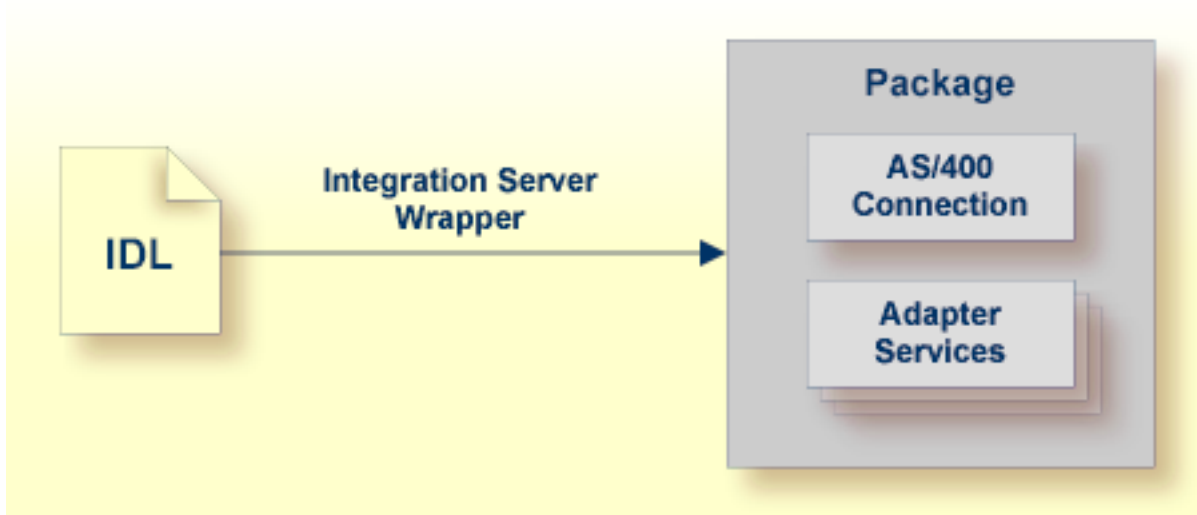 IDL
Integration Server
Wrapper
Package
AS/400
Connection
Adapter
Services